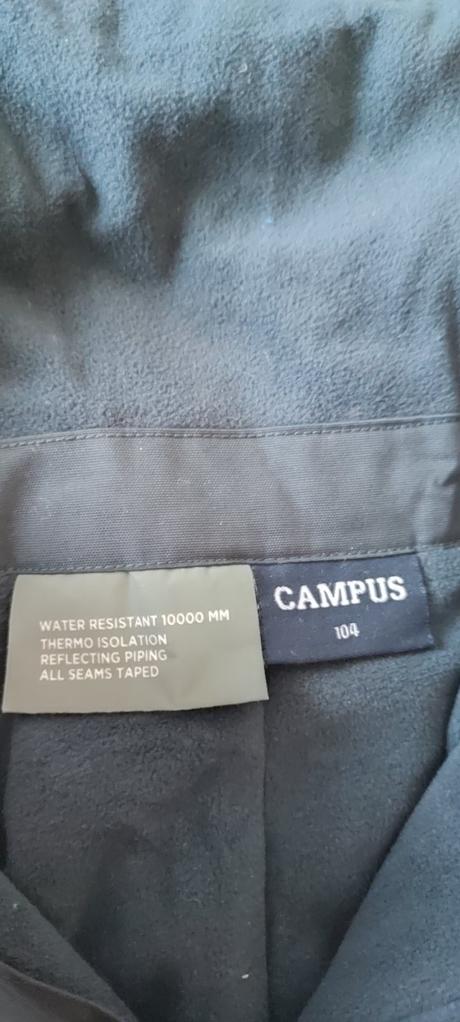 WATER RESISTANT 10000 MM
THERMO ISOLATION
REFLECTING PIPING
ALL SEAMS TAPED
CAMPUS
104